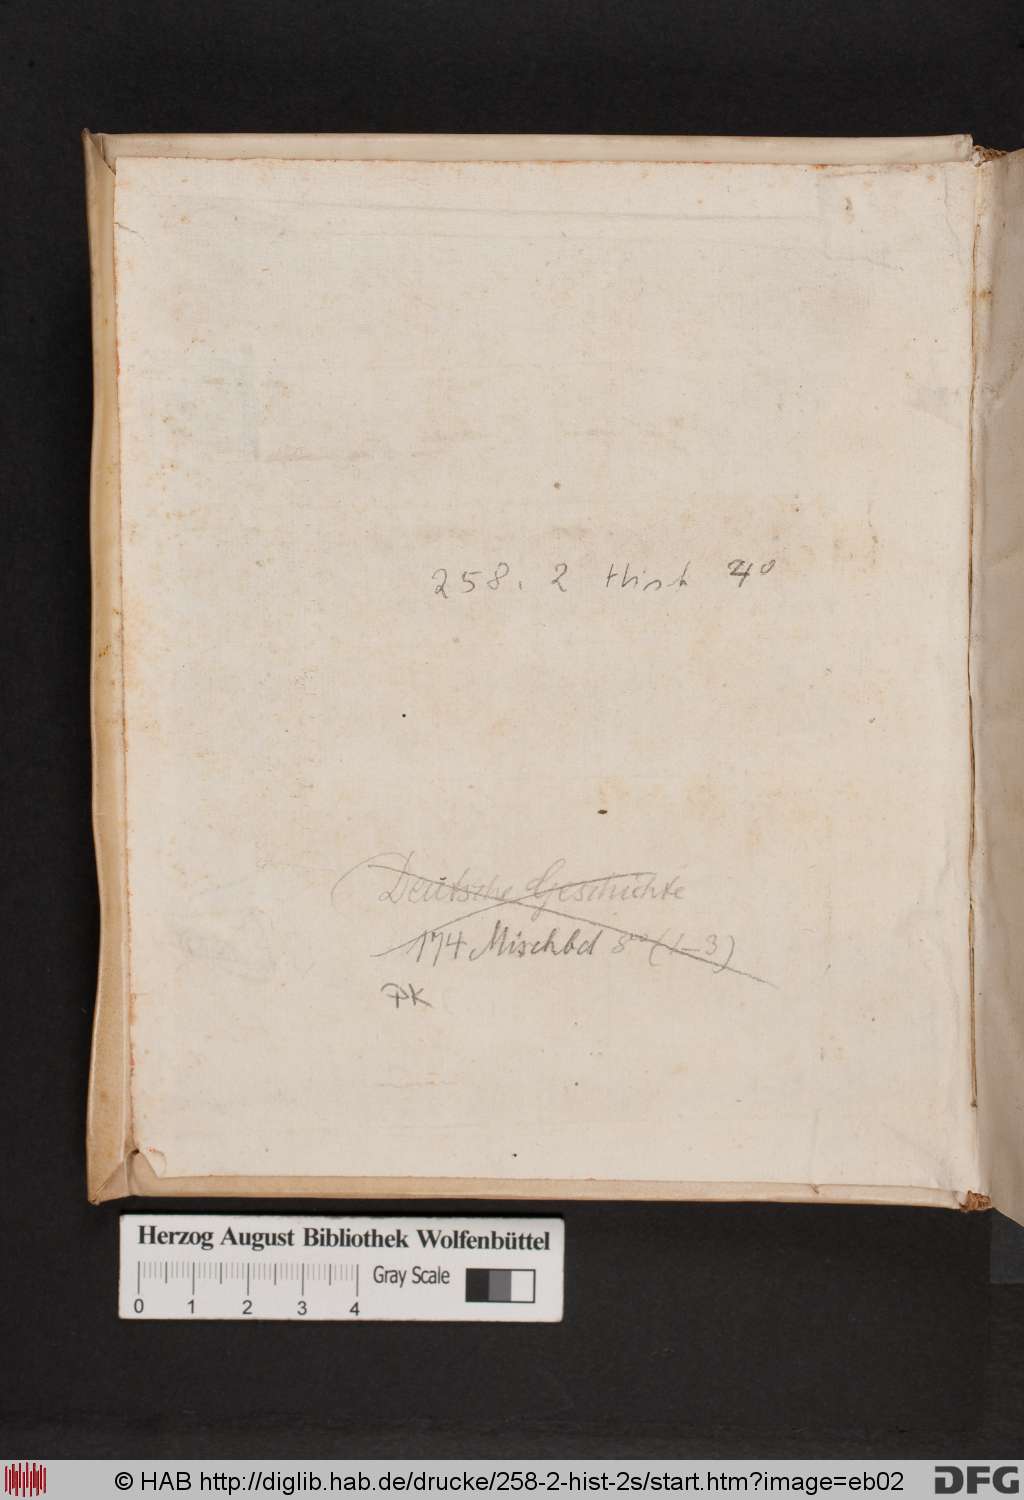 258. 2 Hist 4°
Deutsche Geschichte
174 Mischbd 8° (1-3)
PK
Herzog August Bibliothek Wolfenbüttel
Gray Scale
0 1 2 3 4
© HAB http://diglib.hab.de/drucke/258-2-hist-2s/start.htm?image=eb02
DFG